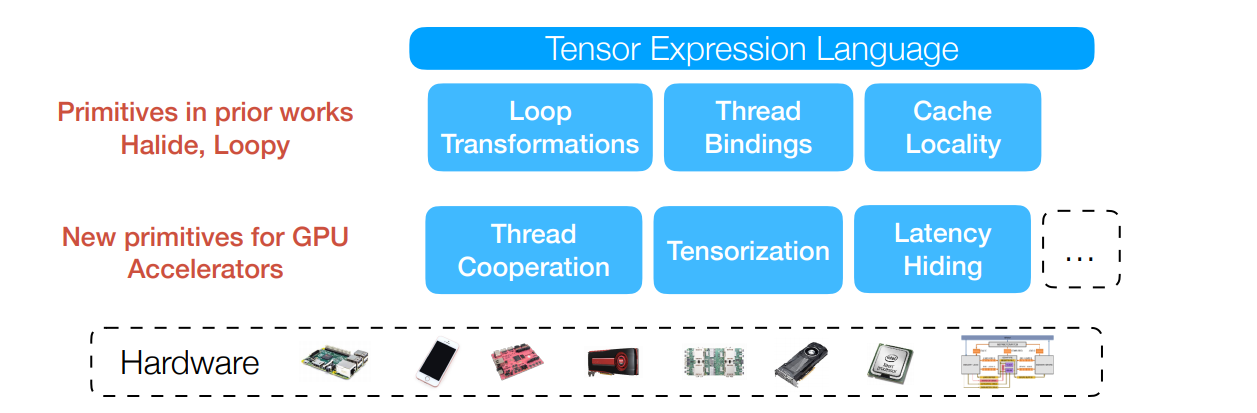 Tensor Expression Language
Primitives in prior works
Halide, Loopy
Loop
Transformations
Thread
Bindings
Cache
Locality
New primitives for GPU
Accelerators
Thread
Cooperation
Tensorization
Latency
Hiding
...
Hardware